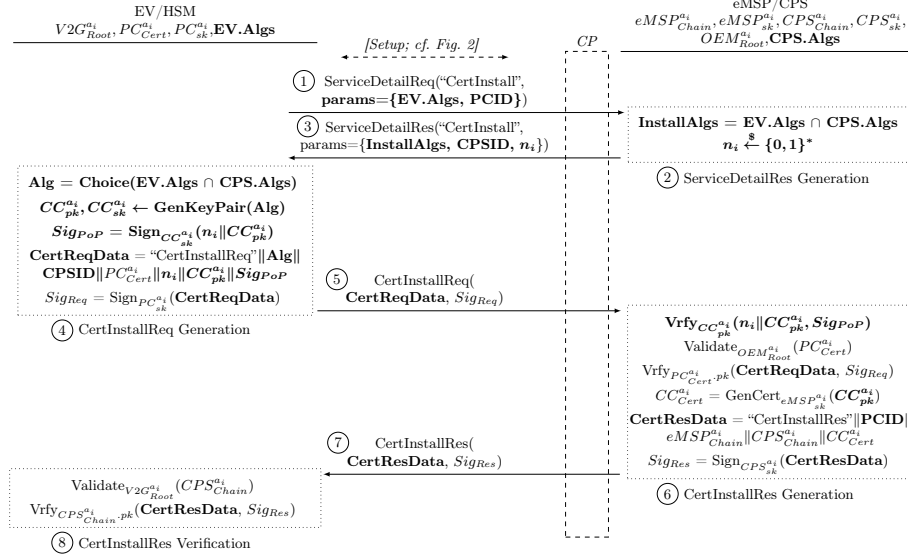 EV/HSM
V2G^{a_i}_{Root}, PC^{a_i}_{Cert}, PC^{a_i}_{sk}, EV.Algs
eMSP/CPS
eMSP^{a_i}_{Chain}, eMSP^{a_i}_{sk}, CPS^{a_i}_{Chain}, CPS^{a_i}_{sk},
OEM^{a_i}_{Root}, CPS.Algs
[Setup; cf. Fig. 2]
CP
1 ServiceDetailReq(“CertInstall”,
params={EV.Algs, PCID})
3 ServiceDetailRes(“CertInstall”,
params={InstallAlgs, CPSID, n_i})
InstallAlgs = EV.Algs ∩ CPS.Algs
n_i ←$ {0, 1}^*
2 ServiceDetailRes Generation
Alg = Choice(EV.Algs ∩ CPS.Algs)
CC^{a_i}_{pk}, CC^{a_i}_{sk} ← GenKeyPair(Alg)
Sig_{PoP} = Sign_{CC^{a_i}_{sk}}(n_i‖CC^{a_i}_{pk})
CertReqData = “CertInstallReq”‖Alg‖
CPSID‖PC^{a_i}_{Cert}‖n_i‖CC^{a_i}_{pk}‖Sig_{PoP}
Sig_{Req} = Sign_{PC^{a_i}_{sk}}(CertReqData)
4 CertInstallReq Generation
5 CertInstallReq(
CertReqData, Sig_{Req})
Vrfy_{CC^{a_i}_{pk}}(n_i‖CC^{a_i}_{pk}, Sig_{PoP})
Validate_{OEM^{a_i}_{Root}}(PC^{a_i}_{Cert})
Vrfy_{PC^{a_i}_{Cert}.pk}(CertReqData, Sig_{Req})
CC^{a_i}_{Cert} = GenCert_{eMSP^{a_i}_{sk}}(CC^{a_i}_{pk})
CertResData = “CertInstallRes”‖PCID‖
eMSP^{a_i}_{Chain}‖CPS^{a_i}_{Chain}‖CC^{a_i}_{Cert}
Sig_{Res} = Sign_{CPS^{a_i}_{sk}}(CertResData)
6 CertInstallRes Generation
7 CertInstallRes(
CertResData, Sig_{Res})
Validate_{V2G^{a_i}_{Root}}(CPS^{a_i}_{Chain})
Vrfy_{CPS^{a_i}_{Chain}.pk}(CertResData, Sig_{Res})
8 CertInstallRes Verification